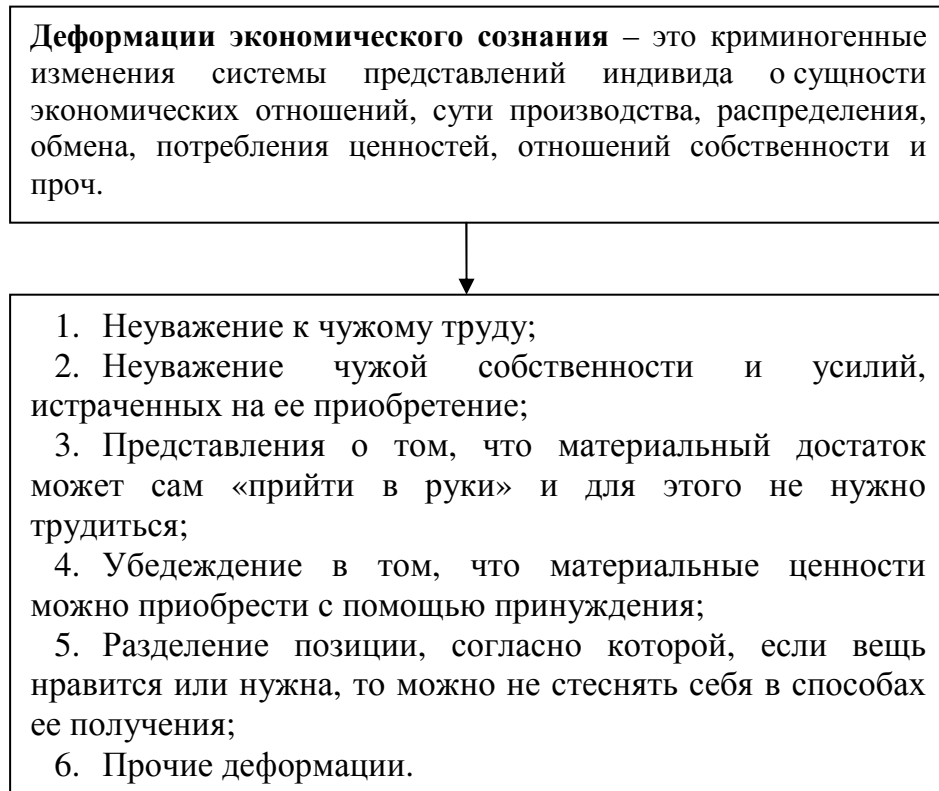 Деформации экономического сознания – это криминогенные
изменения системы представлений индивида о сущности
экономических отношений, сути производства, распределения,
обмена, потребления ценностей, отношений собственности и
проч.
1. Неуважение к чужому труду;
2. Неуважение чужой собственности и усилий,
истраченных на ее приобретение;
3. Представления о том, что материальный достаток
может сам «прийти в руки» и для этого не нужно
трудиться;
4. Убедеждение в том, что материальные ценности
можно приобрести с помощью принуждения;
5. Разделение позиции, согласно которой, если вещь
нравится или нужна, то можно не стеснять себя в способах
ее получения;
6. Прочие деформации.